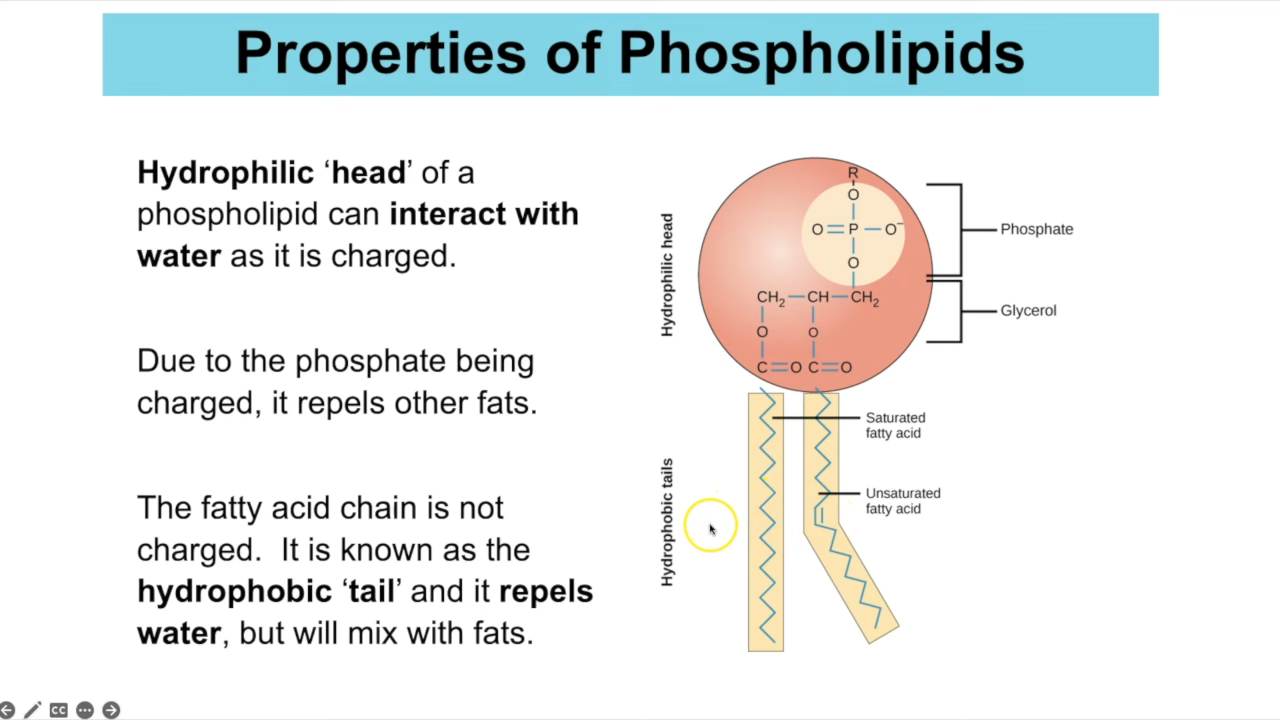 Properties of Phospholipids
Hydrophilic ‘head’ of a
phospholipid can interact with
water as it is charged.
Due to the phosphate being
charged, it repels other fats.
The fatty acid chain is not
charged.  It is known as the
hydrophobic ‘tail’ and it repels
water, but will mix with fats.
Hydrophilic head
Hydrophobic tails
R
O
O=P—O⁻
O
CH₂—CH—CH₂
O O
C=O C=O
Phosphate
Glycerol
Saturated
fatty acid
Unsaturated
fatty acid
CC